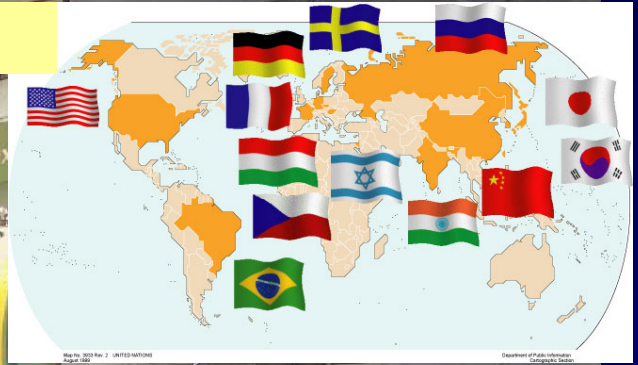 Map No. 3933 Rev. 2 UNITED NATIONS
August 1999
Department of Public Information
Cartographic Section